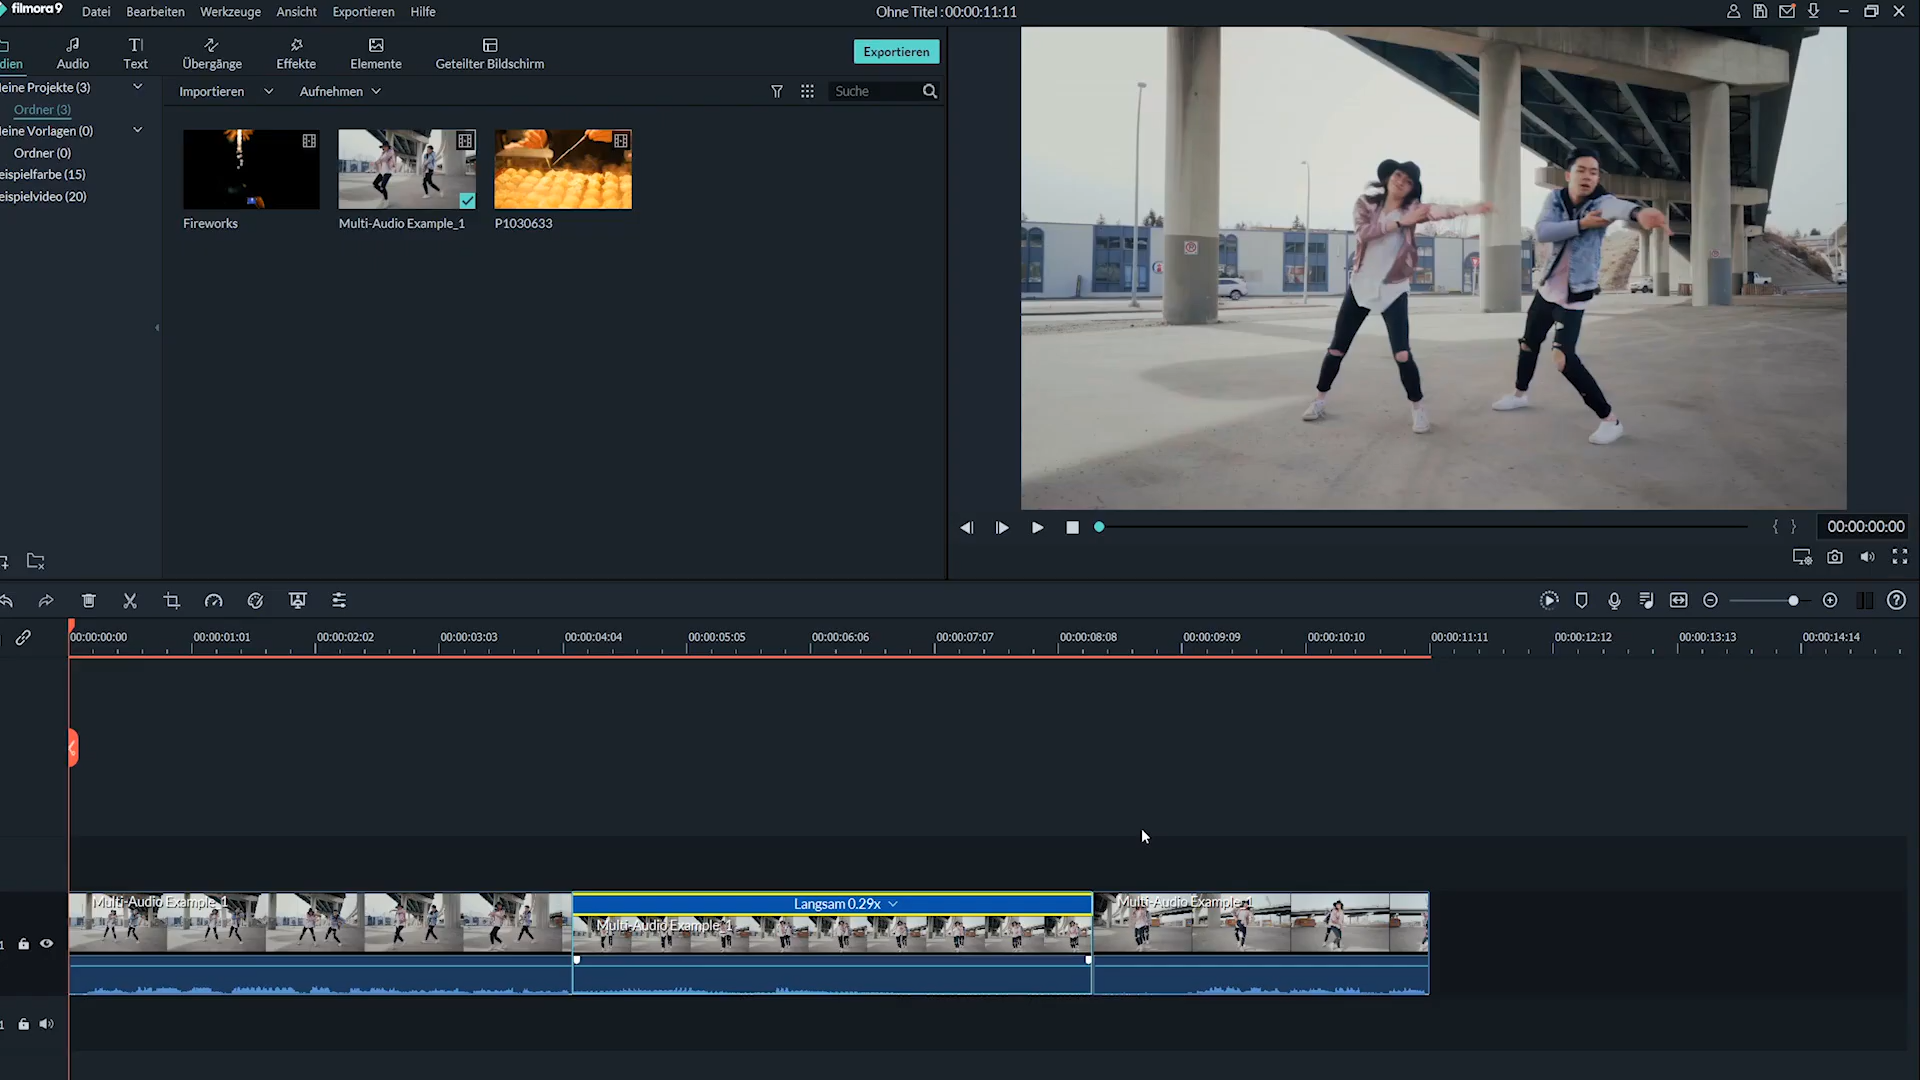 filmora9 Datei Bearbeiten Werkzeuge Ansicht Exportieren Hilfe Ohne Titel :00:00:11:11
dien Audio Text Übergänge Effekte Elemente Geteilter Bildschirm Exportieren
eine Projekte (3)
Ordner (3)
eine Vorlagen (0)
Ordner (0)
eispielfarbe (15)
eispielvideo (20)
Importieren Aufnehmen Suche
Fireworks Multi-Audio Example_1 P1030633
00:00:00:00
00:00:00:00 00:00:01:01 00:00:02:02 00:00:03:03 00:00:04:04 00:00:05:05 00:00:06:06 00:00:07:07 00:00:08:08 00:00:09:09 00:00:10:10 00:00:11:11 00:00:12:12 00:00:13:13 00:00:14:14
Multi-Audio Example_1 Langsam 0.29x Multi-Audio Example_1
Multi-Audio Example_1
1
1